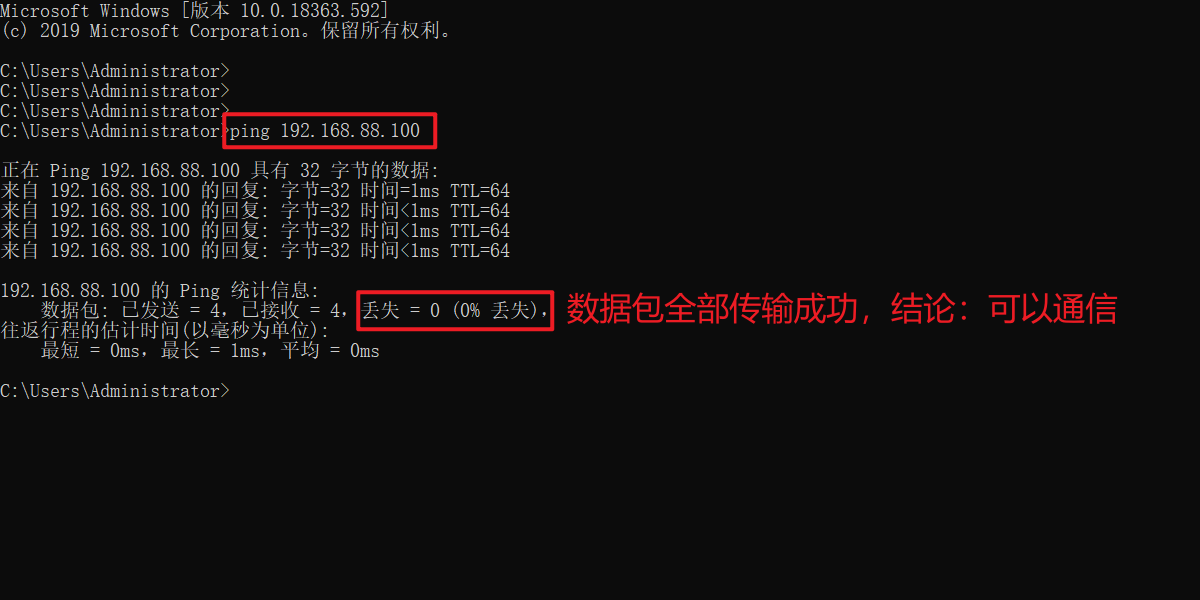 Microsoft Windows [版本 10.0.18363.592]
(c) 2019 Microsoft Corporation。保留所有权利。
C:\Users\Administrator>
C:\Users\Administrator>
C:\Users\Administrator>
C:\Users\Administrator>ping 192.168.88.100
正在 Ping 192.168.88.100 具有 32 字节的数据:
来自 192.168.88.100 的回复: 字节=32 时间=1ms TTL=64
来自 192.168.88.100 的回复: 字节=32 时间<1ms TTL=64
来自 192.168.88.100 的回复: 字节=32 时间<1ms TTL=64
来自 192.168.88.100 的回复: 字节=32 时间<1ms TTL=64
192.168.88.100 的 Ping 统计信息:
数据包: 已发送 = 4，已接收 = 4，丢失 = 0 (0% 丢失)， 数据包全部传输成功，结论：可以通信
往返行程的估计时间(以毫秒为单位):
最短 = 0ms，最长 = 1ms，平均 = 0ms
C:\Users\Administrator>